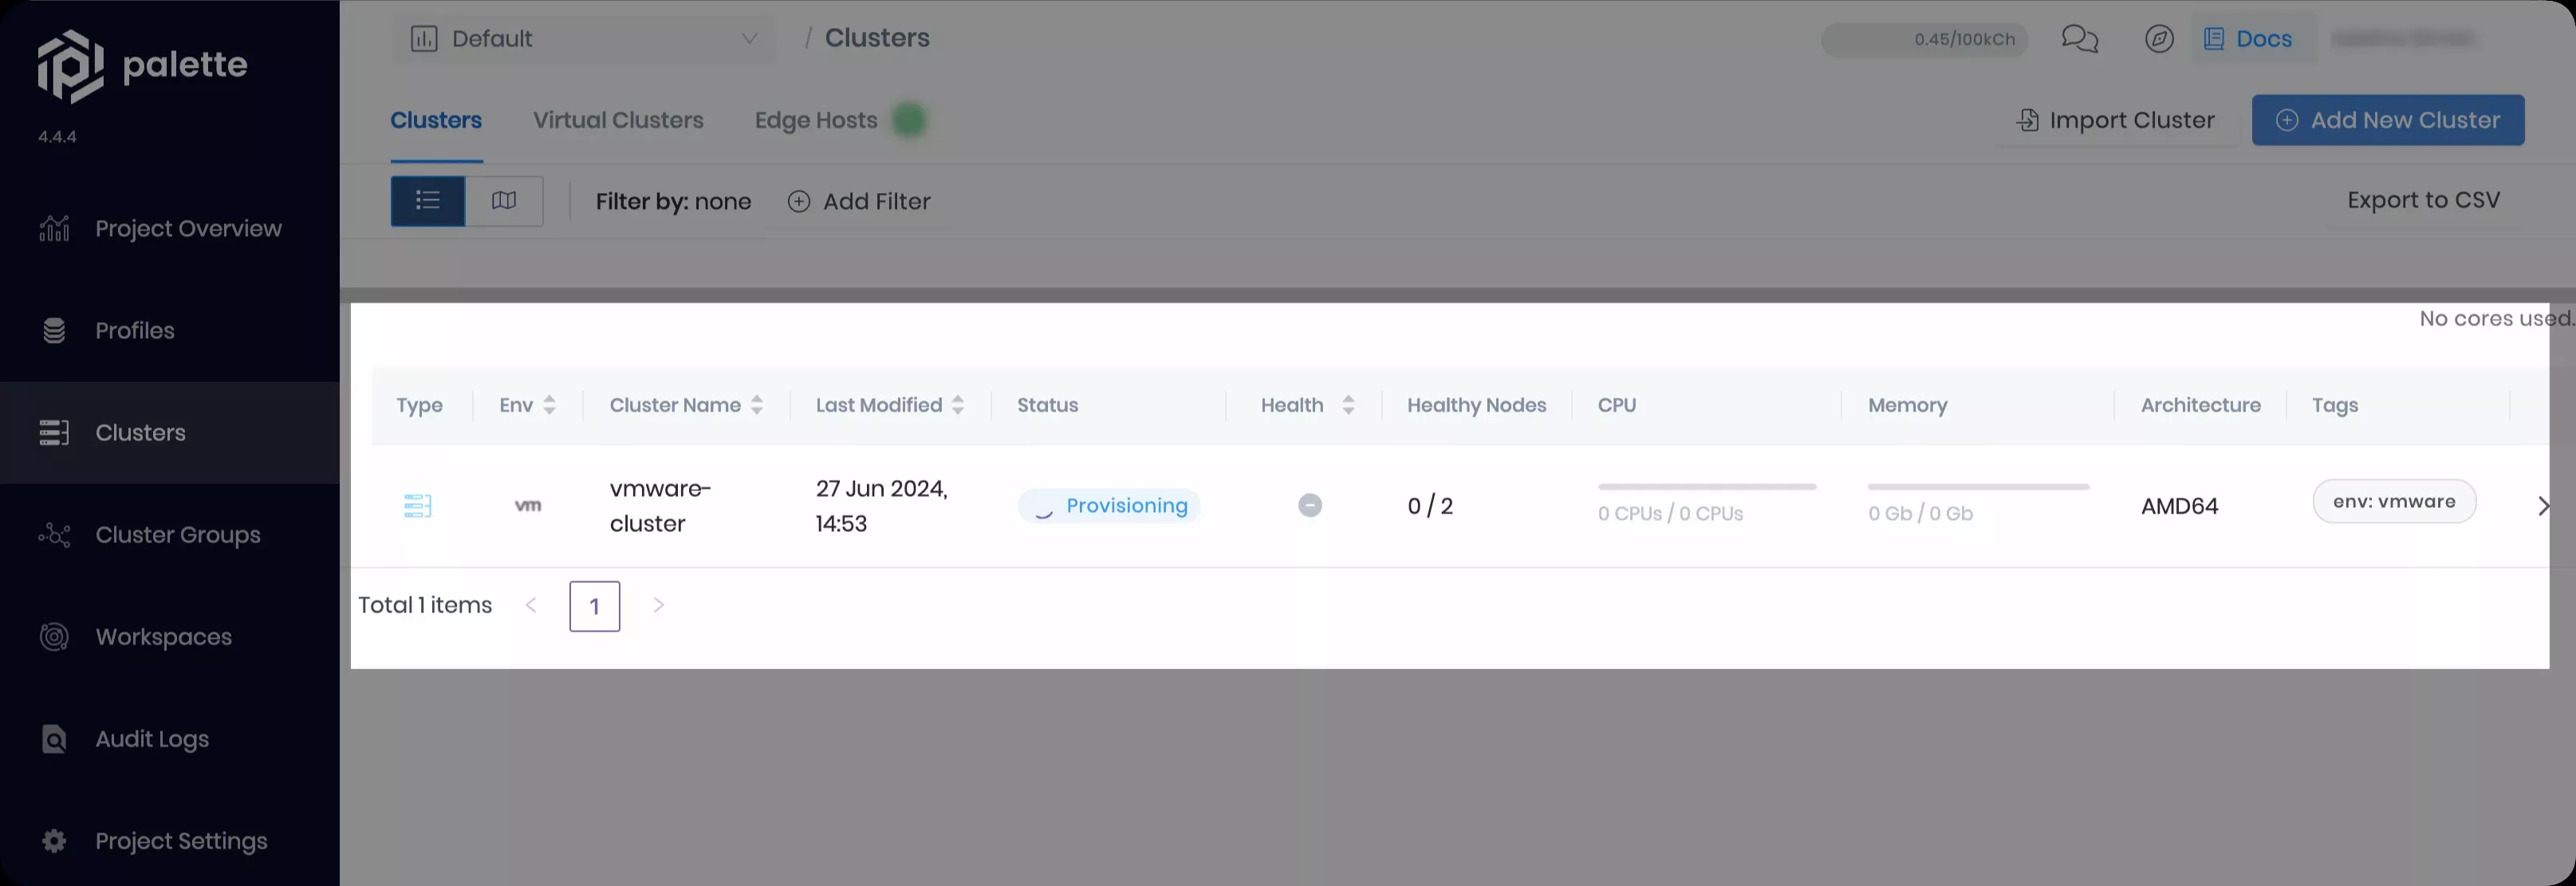 palette
4.4.4
Project Overview
Profiles
Clusters
Cluster Groups
Workspaces
Audit Logs
Project Settings
Default / Clusters
0.45/100kCh
Docs
Clusters Virtual Clusters Edge Hosts
Import Cluster Add New Cluster
Filter by: none Add Filter
Export to CSV
No cores used.
Type Env Cluster Name Last Modified Status Health Healthy Nodes CPU Memory Architecture Tags
vm
vmware-
cluster
27 Jun 2024,
14:53
Provisioning
0 / 2
0 CPUs / 0 CPUs
0 Gb / 0 Gb
AMD64
env: vmware
Total 1 items < 1 >